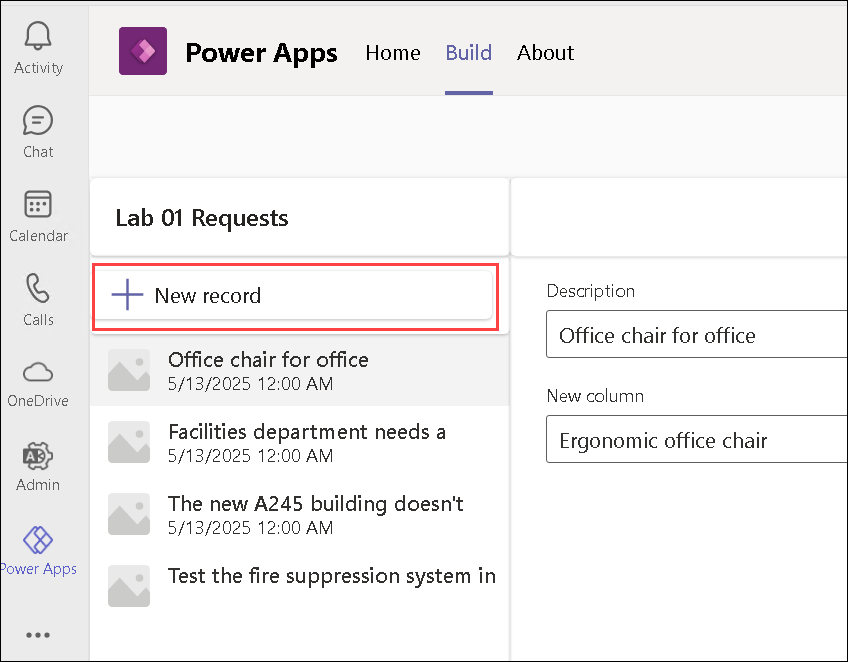 Activity
Chat
Calendar
Calls
OneDrive
Admin
Power Apps
Power Apps Home Build About
Lab 01 Requests
New record
Office chair for office
5/13/2025 12:00 AM
Facilities department needs a
5/13/2025 12:00 AM
The new A245 building doesn't
5/13/2025 12:00 AM
Test the fire suppression system in
Description
Office chair for office
New column
Ergonomic office chair